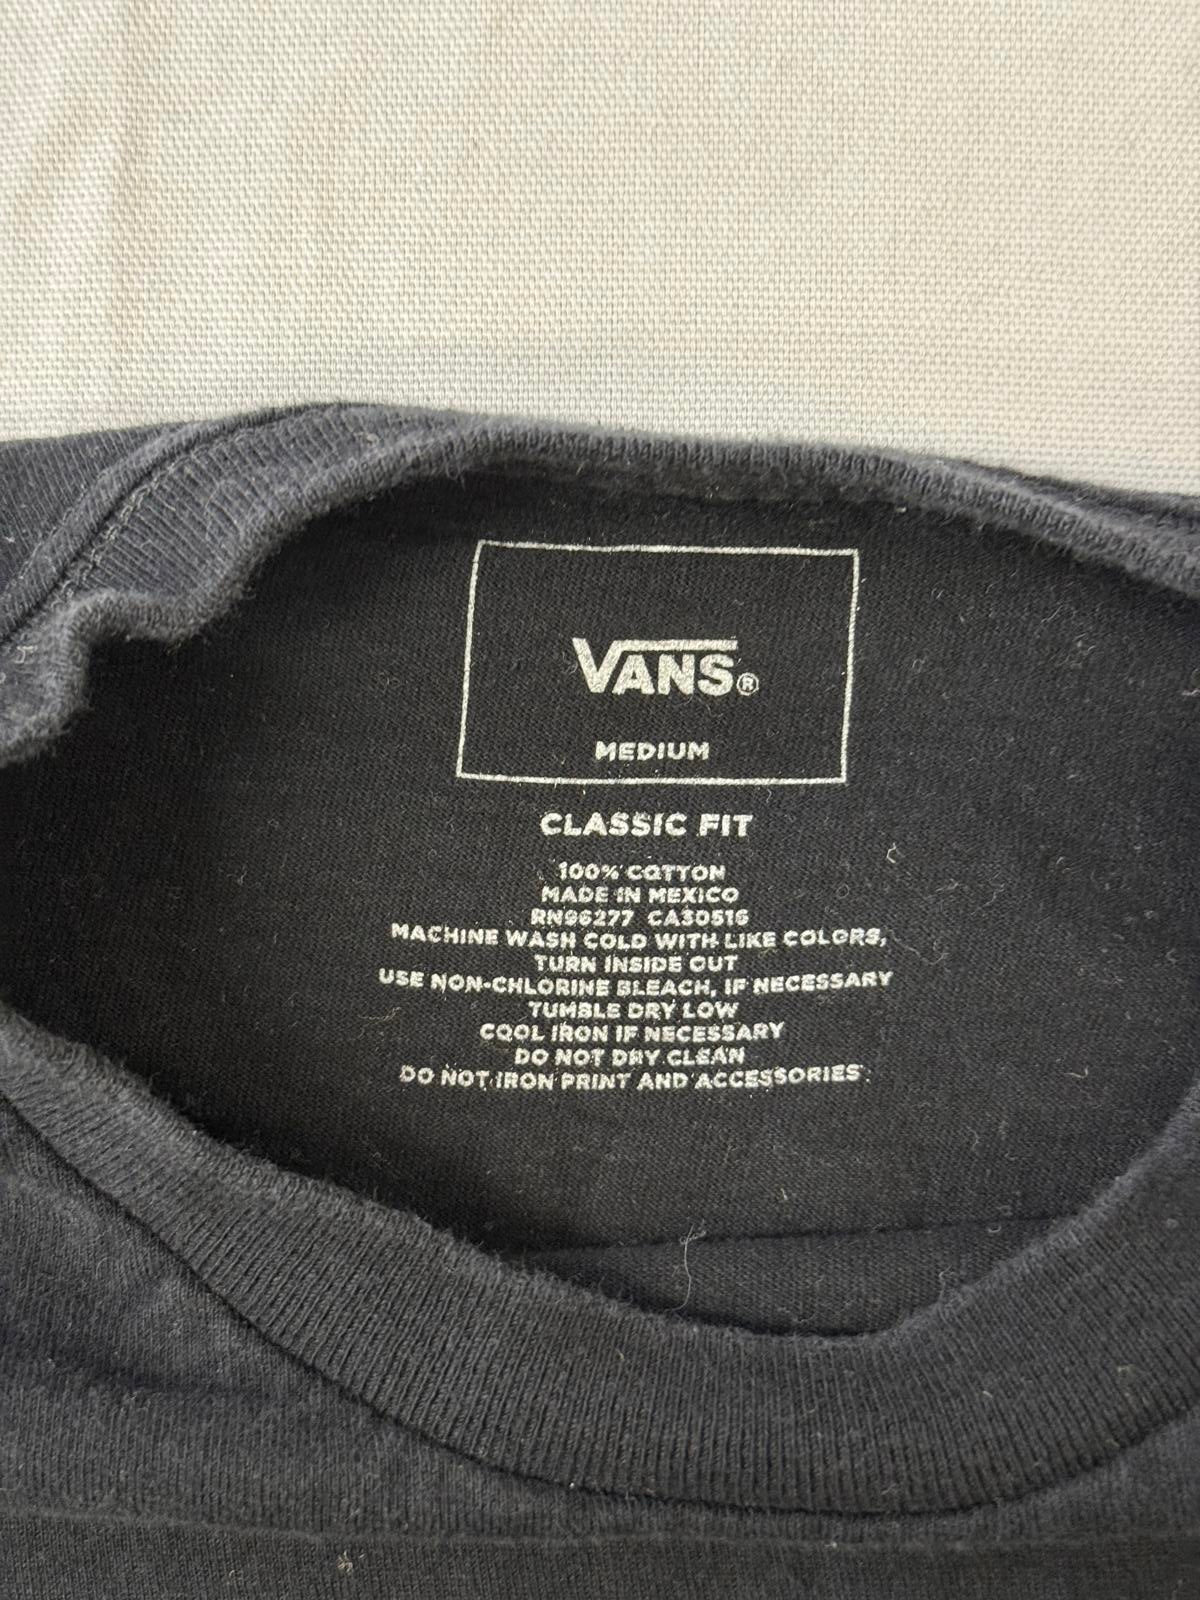 VANS®
MEDIUM
CLASSIC FIT
100% COTTON
MADE IN MEXICO
RN96277 CA30516
MACHINE WASH COLD WITH LIKE COLORS,
TURN INSIDE OUT
USE NON-CHLORINE BLEACH, IF NECESSARY
TUMBLE DRY LOW
COOL IRON IF NECESSARY
DO NOT DRY CLEAN
DO NOT IRON PRINT AND ACCESSORIES.